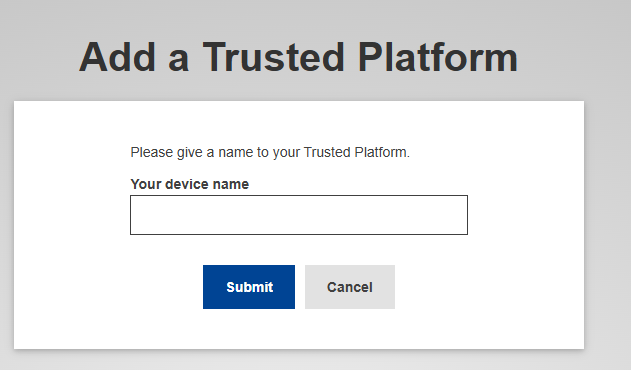 Add a Trusted Platform
Please give a name to your Trusted Platform.
Your device name
Submit
Cancel